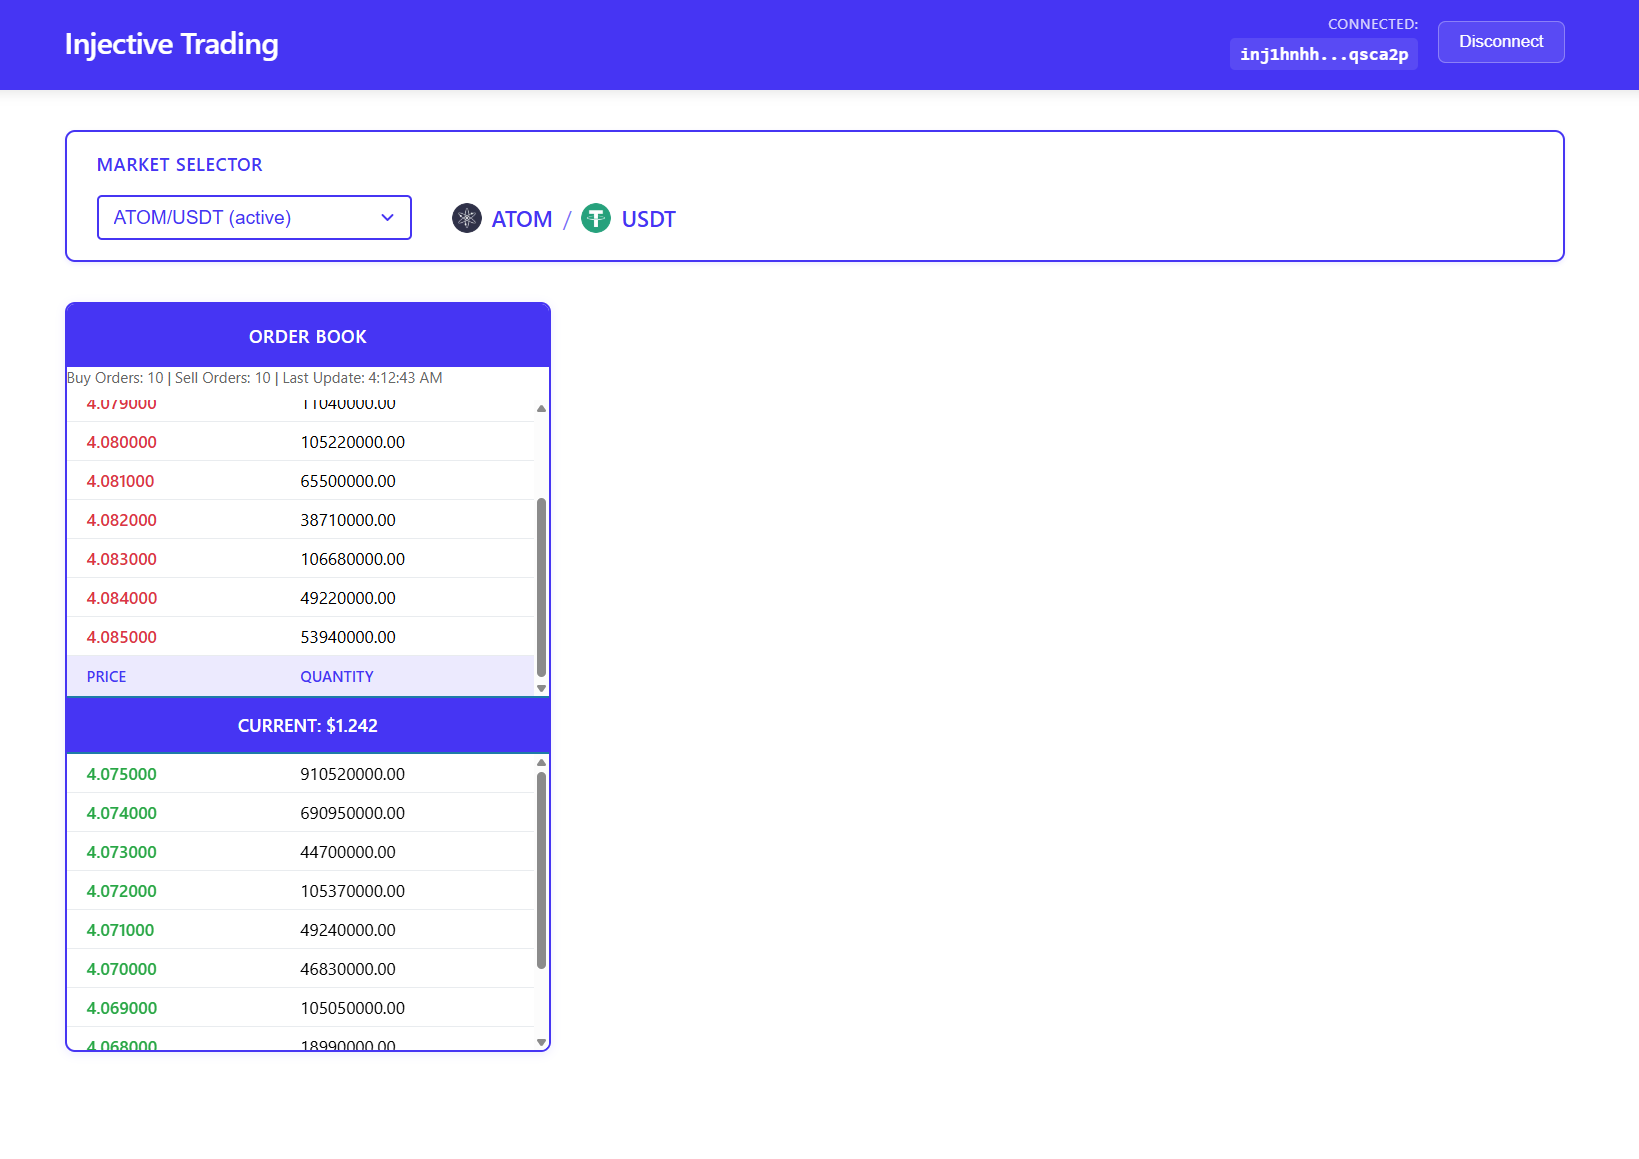 Injective Trading
CONNECTED:
inj1hnhh...qsca2p
Disconnect
MARKET SELECTOR
ATOM/USDT (active)
ATOM / USDT
ORDER BOOK
Buy Orders: 10 | Sell Orders: 10 | Last Update: 4:12:43 AM
4.079000 11040000.00
4.080000 105220000.00
4.081000 65500000.00
4.082000 38710000.00
4.083000 106680000.00
4.084000 49220000.00
4.085000 53940000.00
PRICE QUANTITY
CURRENT: $1.242
4.075000 910520000.00
4.074000 690950000.00
4.073000 44700000.00
4.072000 105370000.00
4.071000 49240000.00
4.070000 46830000.00
4.069000 105050000.00
4.068000 18990000.00